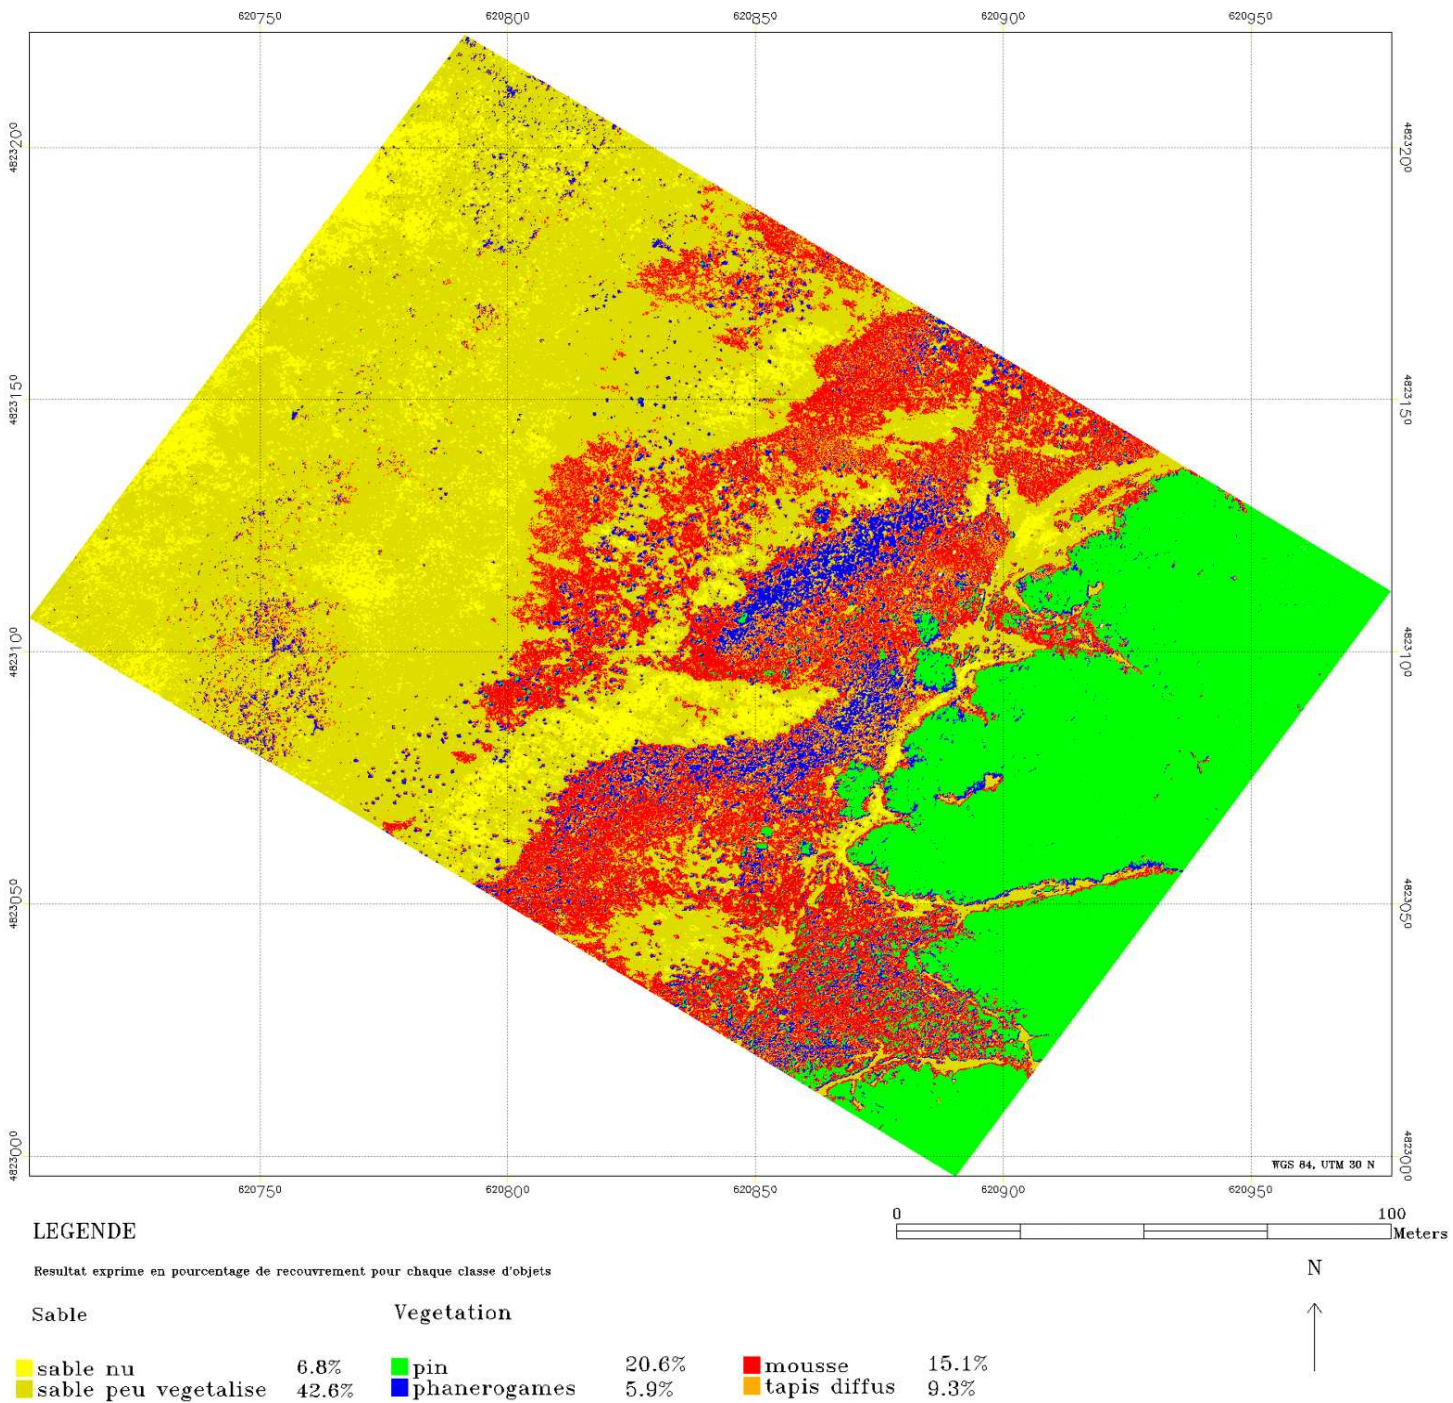 620750 620800 620850 620900 620950
482320⁰ 482320⁰
482315⁰ 482315⁰
482310⁰ 482310⁰
482305⁰ 482305⁰
482300⁰ 482300⁰
WGS 84, UTM 30 N
62075⁰ 62080⁰ 62085⁰ 62090⁰ 62095⁰
0 100
Meters
LEGENDE
Resultat exprime en pourcentage de recouvrement pour chaque classe d'objets
N
Sable Vegetation
sable nu 6.8% pin 20.6% mousse 15.1%
sable peu vegetalise 42.6% phanerogames 5.9% tapis diffus 9.3%